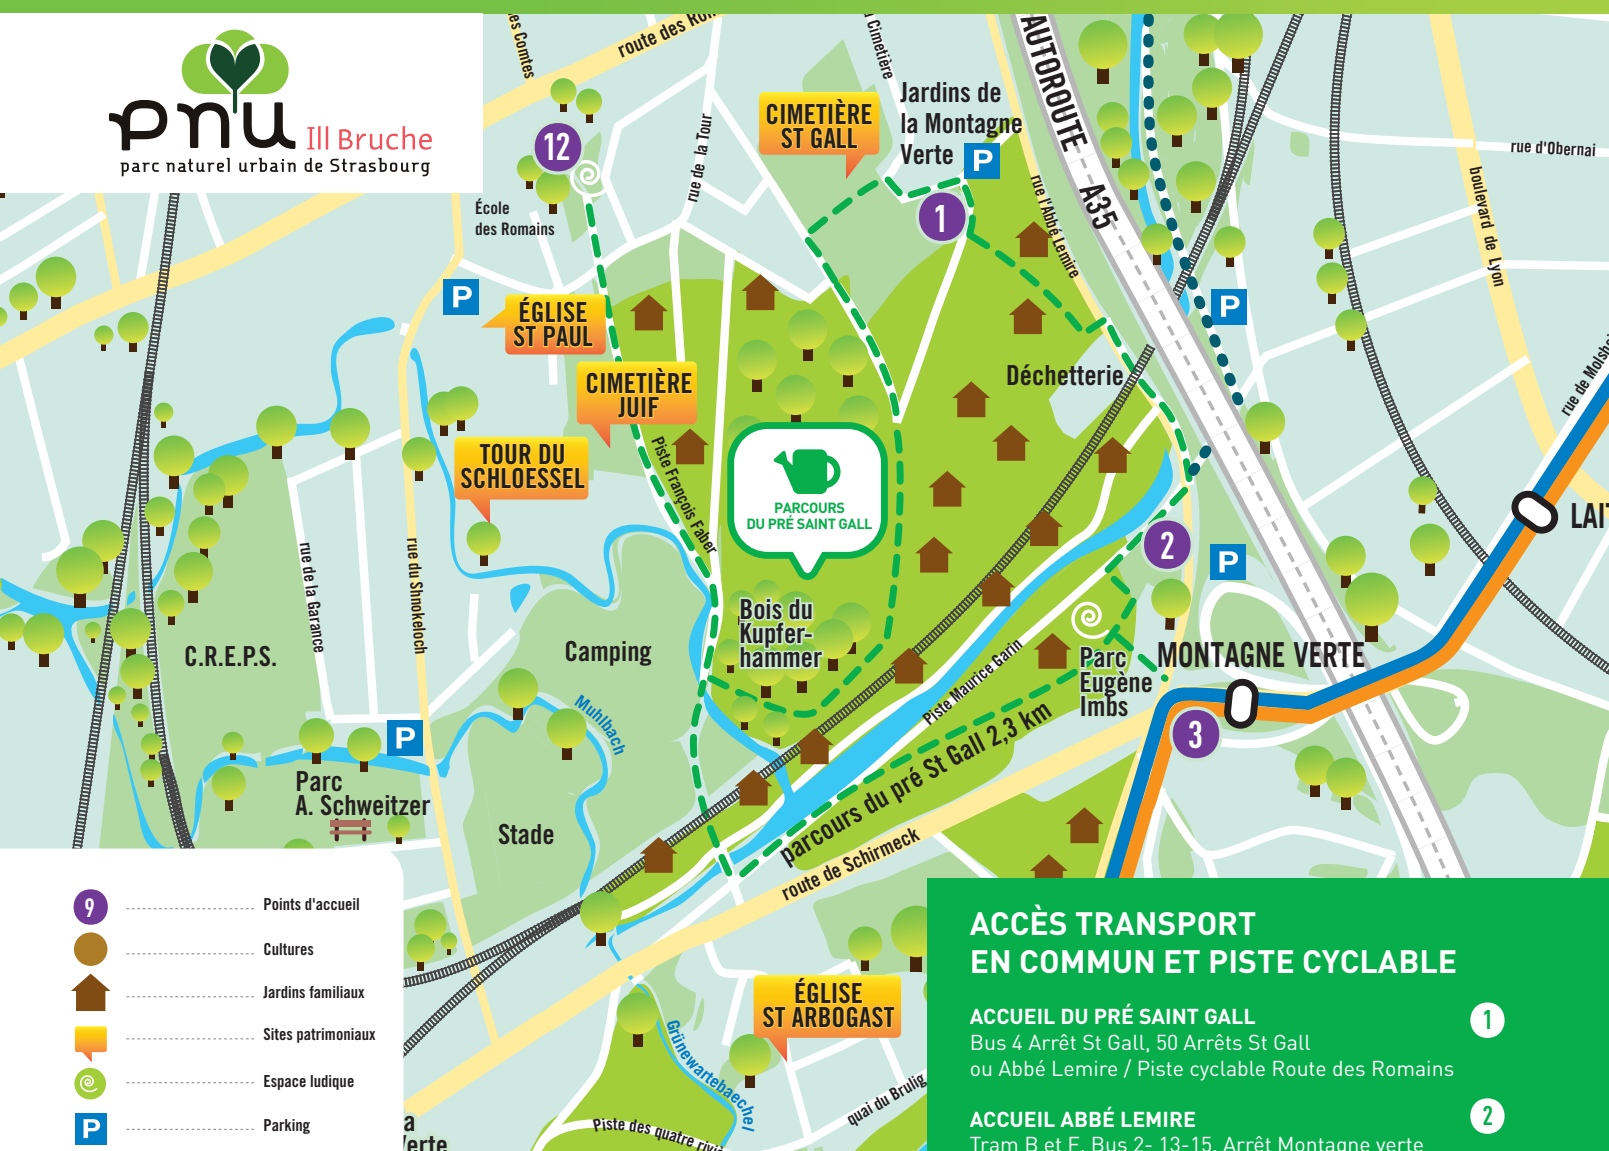 pnu Ill Bruche
parc naturel urbain de Strasbourg
es Comtes
route des Rom
u Cimetière
AUTOROUTE A35
CIMETIÈRE
ST GALL
Jardins de
la Montagne
Verte
P
12
1
rue de la Tour
rue l'Abbé Lemire
rue d'Obernai
boulevard de Lyon
École
des Romains
P
ÉGLISE
ST PAUL
P
CIMETIÈRE
JUIF
Déchetterie
rue de Molshe
TOUR DU
SCHLOESSEL
Piste François Faber
PARCOURS
DU PRÉ SAINT GALL
LAIT
2
P
rue de la Garance
rue du Shnokeloch
Bois du
Kupfer-
hammer
C.R.E.P.S.
Camping
Piste Maurice Garin
Parc
Eugène
Imbs
MONTAGNE VERTE
Muhlbach
P
3
parcours du pré St Gall 2,3 km
Parc
A. Schweitzer
Stade
route de Schirmeck
9
Points d'accueil
Cultures
Jardins familiaux
Sites patrimoniaux
Espace ludique
P
Parking
ÉGLISE
ST ARBOGAST
Grünewartebaechel
quai du Brulig
Piste des quatre riviè
a
Verte
ACCÈS TRANSPORT
EN COMMUN ET PISTE CYCLABLE
ACCUEIL DU PRÉ SAINT GALL
1
Bus 4 Arrêt St Gall, 50 Arrêts St Gall
ou Abbé Lemire / Piste cyclable Route des Romains
ACCUEIL ABBÉ LEMIRE
2
Tram B et F, Bus 2- 13-15, Arrêt Montagne verte